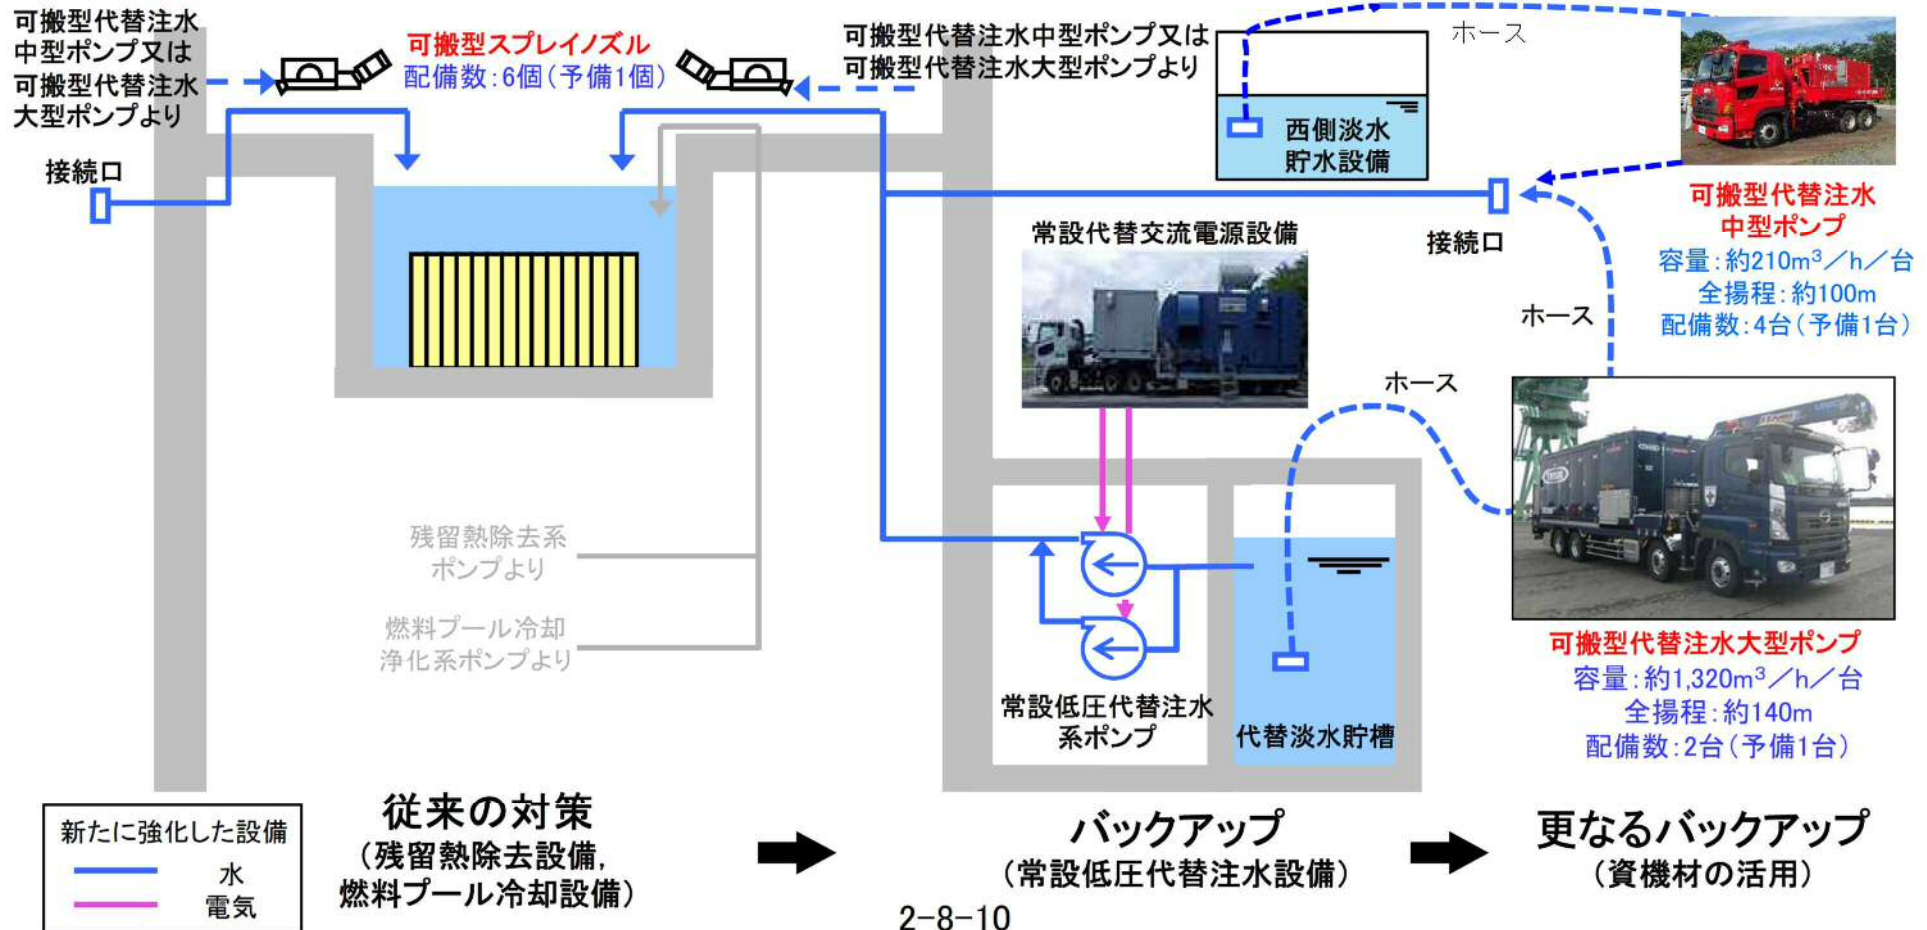 可搬型代替注水
中型ポンプ又は
可搬型代替注水
大型ポンプより
可搬型スプレイノズル
配備数:6個(予備1個)
可搬型代替注水中型ポンプ又は
可搬型代替注水大型ポンプより
ホース
西側淡水
貯水設備
接続口
接続口
可搬型代替注水
中型ポンプ
容量:約210m³/h/台
全揚程:約100m
配備数:4台(予備1台)
常設代替交流電源設備
ホース
ホース
残留熱除去系
ポンプより
燃料プール冷却
浄化系ポンプより
常設低圧代替注水
系ポンプ
代替淡水貯槽
可搬型代替注水大型ポンプ
容量:約1,320m³/h/台
全揚程:約140m
配備数:2台(予備1台)
新たに強化した設備
水
電気
従来の対策
(残留熱除去設備,
燃料プール冷却設備)
バックアップ
(常設低圧代替注水設備)
更なるバックアップ
(資機材の活用)
2-8-10